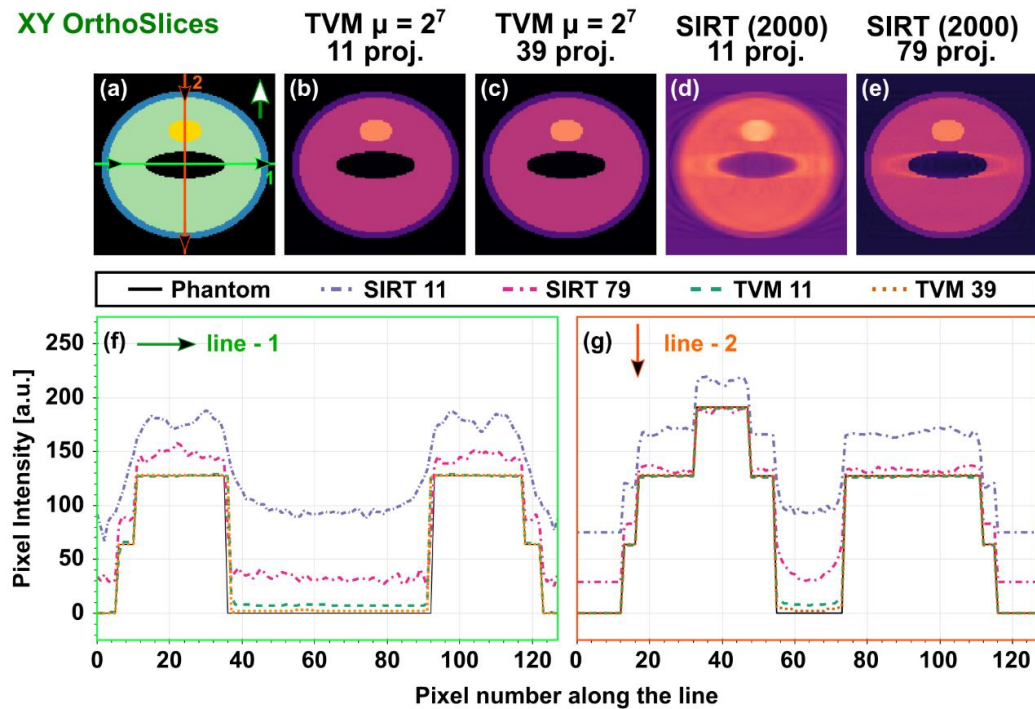 XY OrthoSlices
TVM μ = 2⁷
11 proj.
TVM μ = 2⁷
39 proj.
SIRT (2000)
11 proj.
SIRT (2000)
79 proj.
(a)
2
1
(b)
(c)
(d)
(e)
Phantom SIRT 11 SIRT 79 TVM 11 TVM 39
Pixel Intensity [a.u.]
250
200
150
100
50
0
(f) line - 1
0 20 40 60 80 100 120
(g) line - 2
0 20 40 60 80 100 120
Pixel number along the line